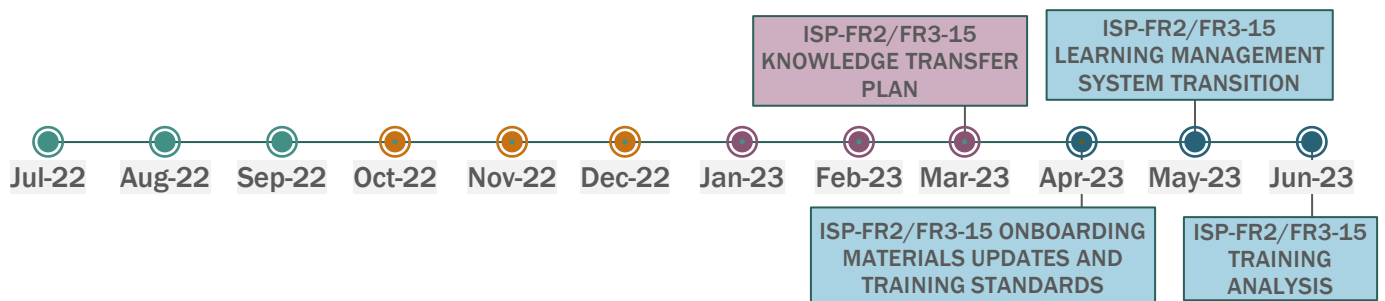 ISP-FR2/FR3-15
KNOWLEDGE TRANSFER
PLAN
ISP-FR2/FR3-15
LEARNING MANAGEMENT
SYSTEM TRANSITION
Jul-22 Aug-22 Sep-22 Oct-22 Nov-22 Dec-22 Jan-23 Feb-23 Mar-23 Apr-23 May-23 Jun-23
ISP-FR2/FR3-15 ONBOARDING
MATERIALS UPDATES AND
TRAINING STANDARDS
ISP-FR2/FR3-15
TRAINING
ANALYSIS